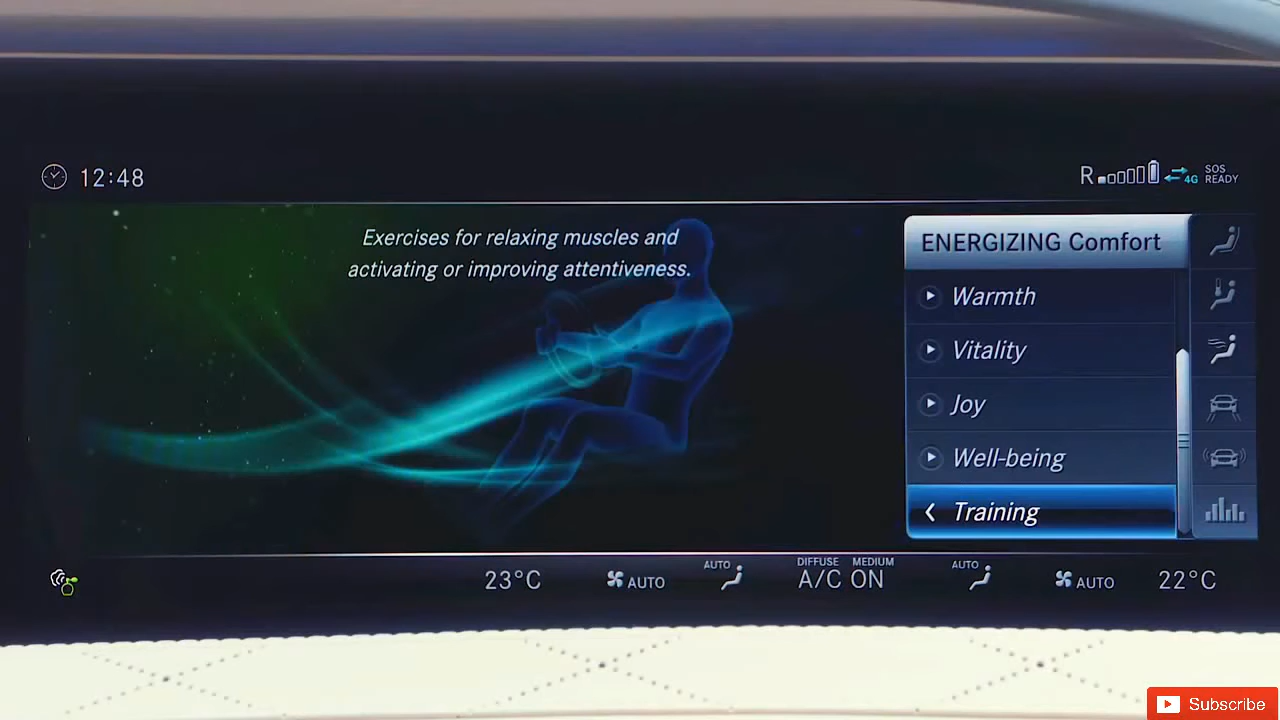 12:48
R 4G SOS
READY
Exercises for relaxing muscles and
activating or improving attentiveness.
ENERGIZING Comfort
Warmth
Vitality
Joy
Well-being
Training
23°C AUTO AUTO DIFFUSE MEDIUM AUTO AUTO 22°C
A/C ON
Subscribe